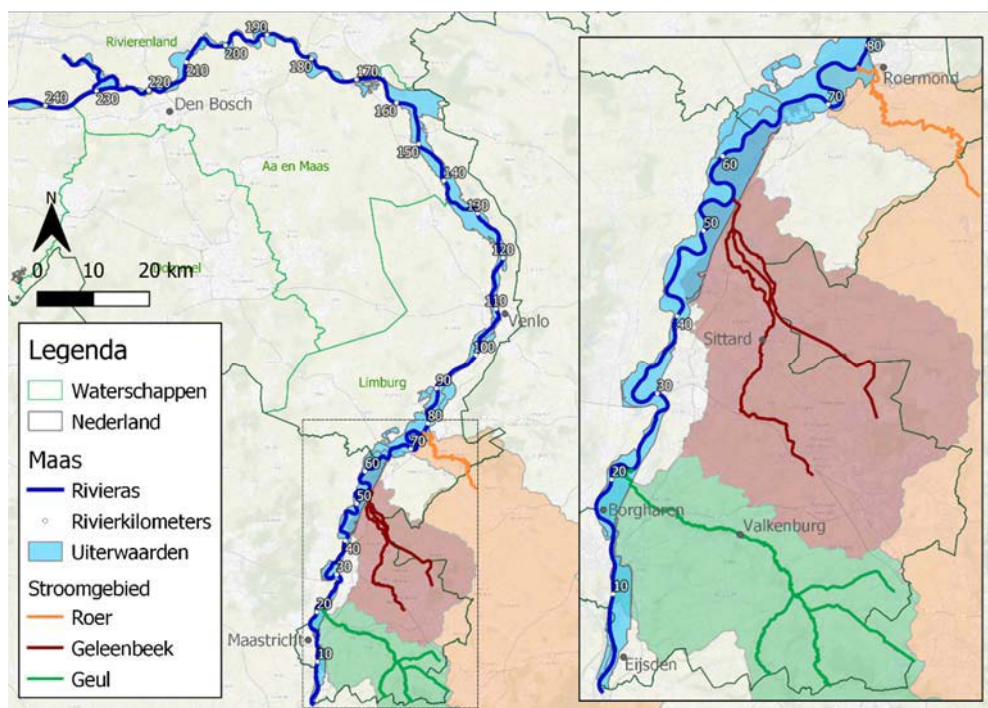 Rivierenland
190
200
210
180
170
220
230
240
Den Bosch
160
150
Aa en Maas
140
130
120
110
Venlo
100
Limburg
90
80
70
60
50
40
30
20
Maastricht
10
N
0 10 20 km
Legenda
Waterschappen
Nederland
Maas
Rivieras
Rivierkilometers
Uiterwaarden
Stroomgebied
Roer
Geleenbeek
Geul
80
Roermond
70
60
50
40
Sittard
30
20
Borgharen
Valkenburg
10
Eijsden